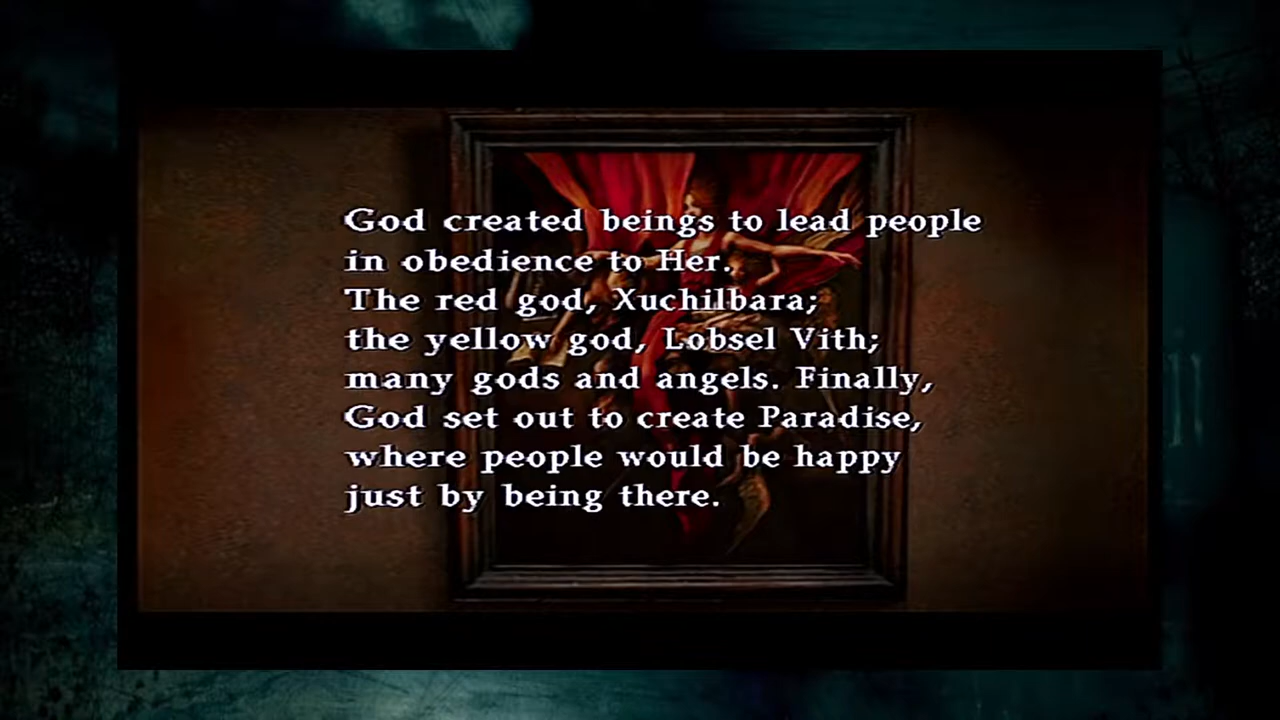 God created beings to lead people
in obedience to Her.
The red god, Xuchilbara;
the yellow god, Lobsel Vith;
many gods and angels. Finally,
God set out to create Paradise,
where people would be happy
just by being there.